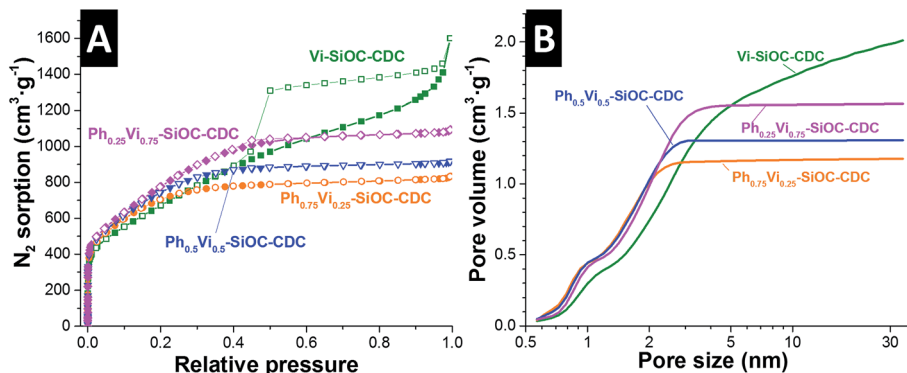 A
1600
1400
1200
1000
800
600
400
200
0
N₂ sorption (cm³·g⁻¹)
Vi-SiOC-CDC
Ph₀.₂₅Vi₀.₇₅-SiOC-CDC
Ph₀.₇₅Vi₀.₂₅-SiOC-CDC
Ph₀.₅Vi₀.₅-SiOC-CDC
0.0 0.2 0.4 0.6 0.8 1.0
Relative pressure
B
2.0
1.5
1.0
0.5
0.0
Pore volume (cm³·g⁻¹)
Vi-SiOC-CDC
Ph₀.₅Vi₀.₅-SiOC-CDC
Ph₀.₂₅Vi₀.₇₅-SiOC-CDC
Ph₀.₇₅Vi₀.₂₅-SiOC-CDC
0.5 1 2 5 10 30
Pore size (nm)